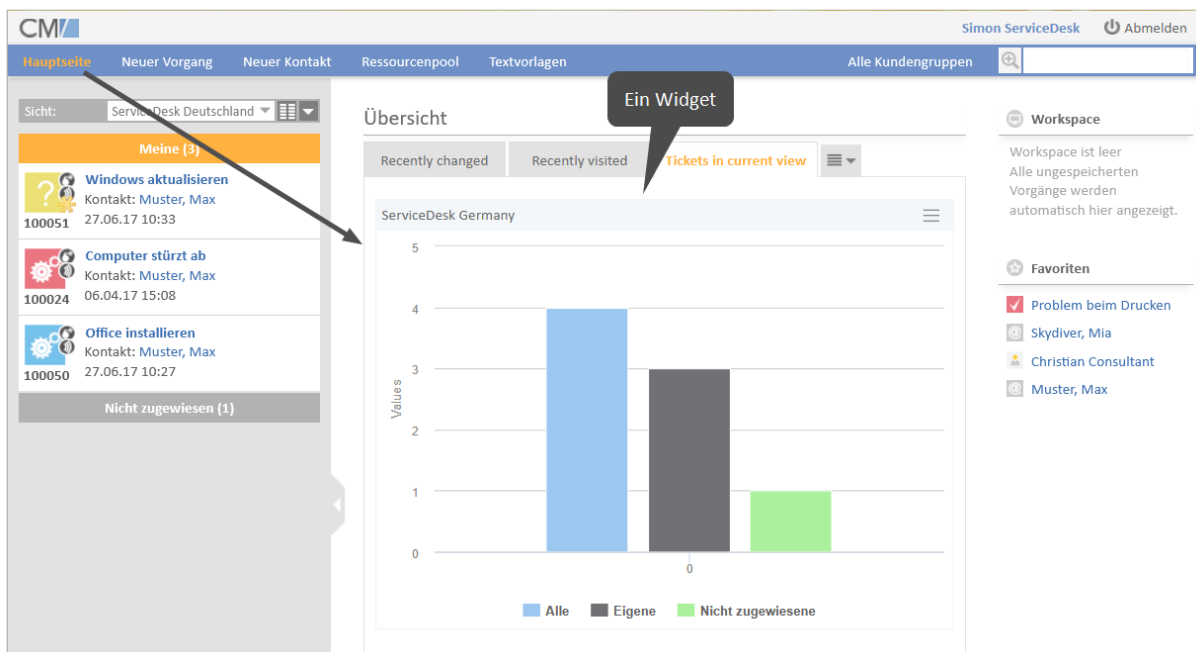 CM/
Simon ServiceDesk Abmelden
Hauptseite Neuer Vorgang Neuer Kontakt Ressourcenpool Textvorlagen Alle Kundengruppen
Sicht: ServiceDesk Deutschland
Meine (3)
Windows aktualisieren
Kontakt: Muster, Max
27.06.17 10:33
100051
Computer stürzt ab
Kontakt: Muster, Max
06.04.17 15:08
100024
Office installieren
Kontakt: Muster, Max
27.06.17 10:27
100050
Nicht zugewiesen (1)
Übersicht
Ein Widget
Recently changed Recently visited Tickets in current view
ServiceDesk Germany
5
4
3
2
1
0
Values
0
Alle Eigene Nicht zugewiesene
Workspace
Workspace ist leer
Alle ungespeicherten
Vorgänge werden
automatisch hier angezeigt.
Favoriten
Problem beim Drucken
Skydiver, Mia
Christian Consultant
Muster, Max